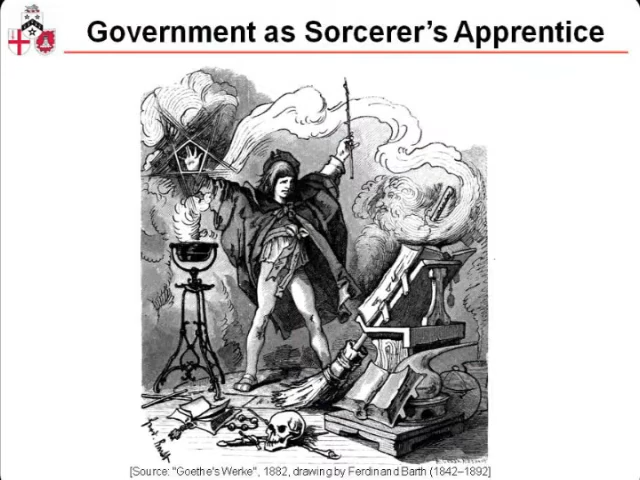 Government as Sorcerer's Apprentice
[Source: "Goethe's Werke", 1882, drawing by Ferdinand Barth (1842–1892]